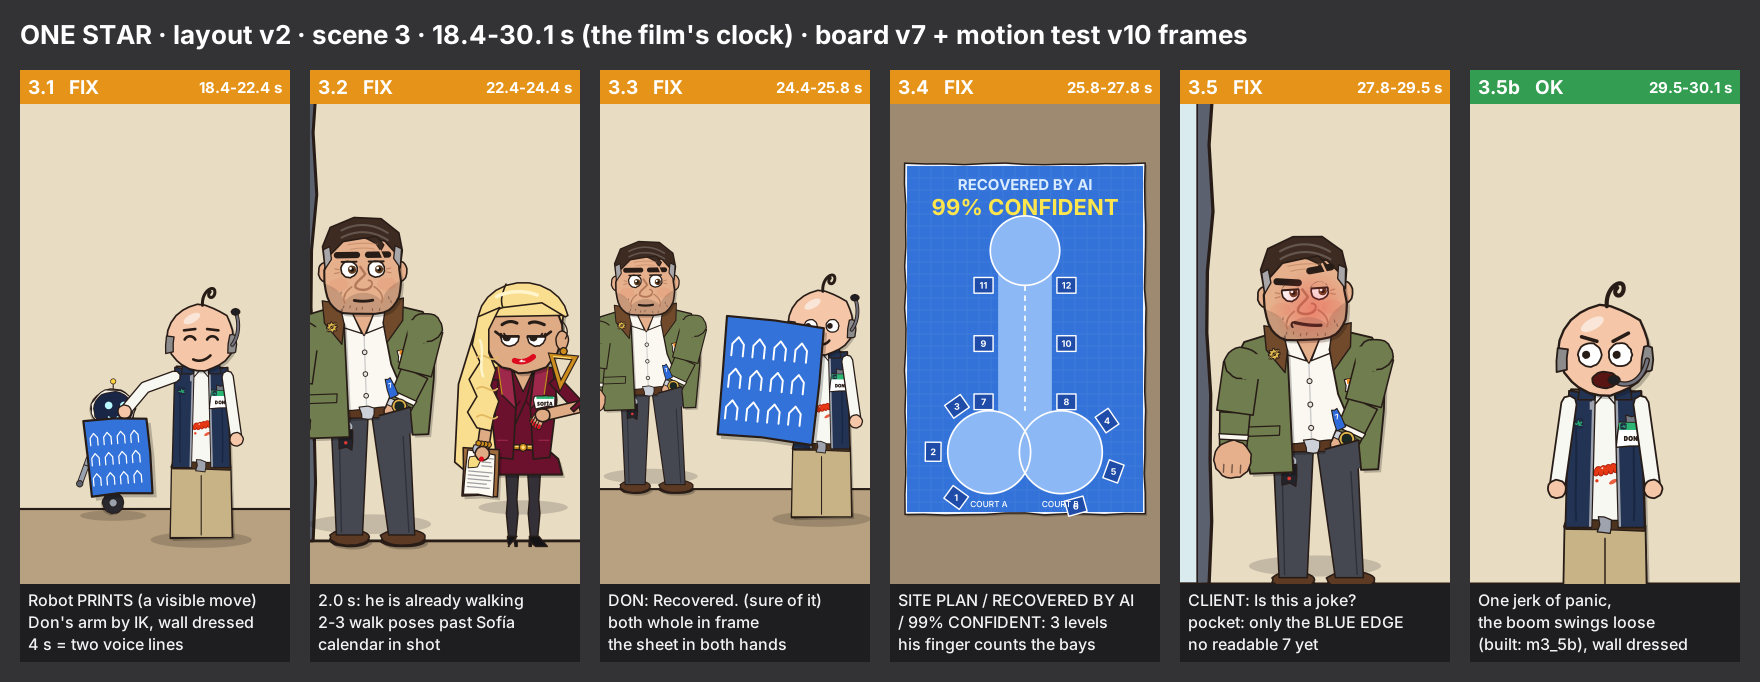 ONE STAR · layout v2 · scene 3 · 18.4-30.1 s (the film's clock) · board v7 + motion test v10 frames
3.1 FIX 18.4-22.4 s
DON
Robot PRINTS (a visible move)
Don's arm by IK, wall dressed
4 s = two voice lines
3.2 FIX 22.4-24.4 s
7
SOFÍA
2.0 s: he is already walking
2-3 walk poses past Sofía
calendar in shot
3.3 FIX 24.4-25.8 s
DON
DON: Recovered. (sure of it)
both whole in frame
the sheet in both hands
3.4 FIX 25.8-27.8 s
RECOVERED BY AI
99% CONFIDENT
11 12
9 10
3 7 8 4
2 5
1 COURT A COURT 6
SITE PLAN / RECOVERED BY AI
/ 99% CONFIDENT: 3 levels
his finger counts the bays
3.5 FIX 27.8-29.5 s
7
CLIENT: Is this a joke?
pocket: only the BLUE EDGE
no readable 7 yet
3.5b OK 29.5-30.1 s
DON
One jerk of panic,
the boom swings loose
(built: m3_5b), wall dressed